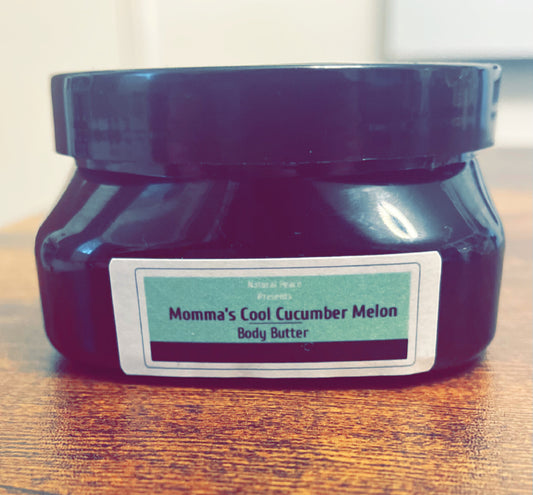 Natural Peace
Presents
Momma's Cool Cucumber Melon
Body Butter